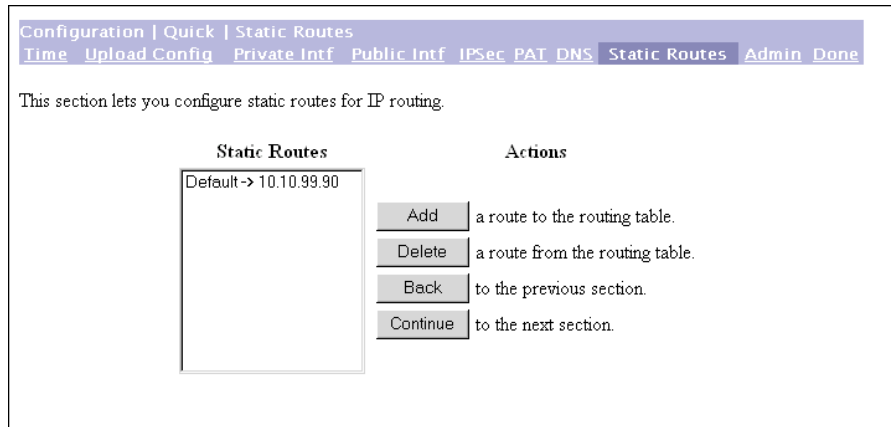 Configuration | Quick | Static Routes
Time Upload Config Private Intf Public Intf IPSec PAT DNS Static Routes Admin Done
This section lets you configure static routes for IP routing.
Static Routes Actions
Default -> 10.10.99.90
Add a route to the routing table.
Delete a route from the routing table.
Back to the previous section.
Continue to the next section.